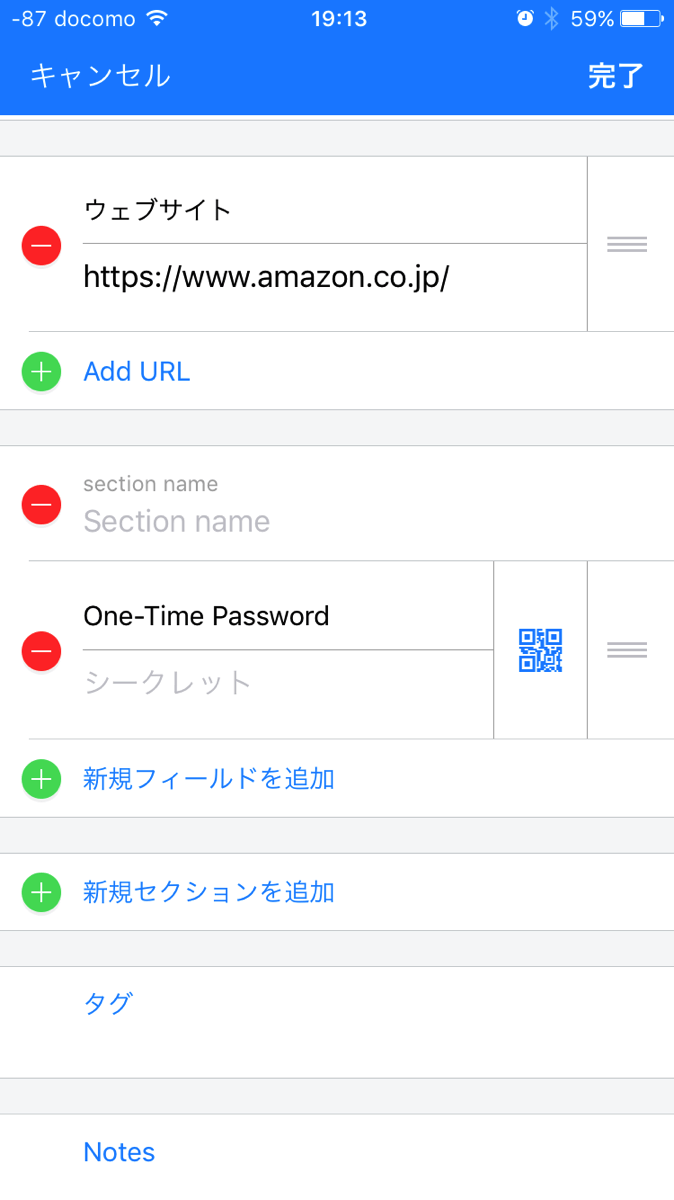 -87 docomo 19:13 59%
キャンセル 完了
ウェブサイト
https://www.amazon.co.jp/
Add URL
section name
Section name
One-Time Password
シークレット
新規フィールドを追加
新規セクションを追加
タグ
Notes